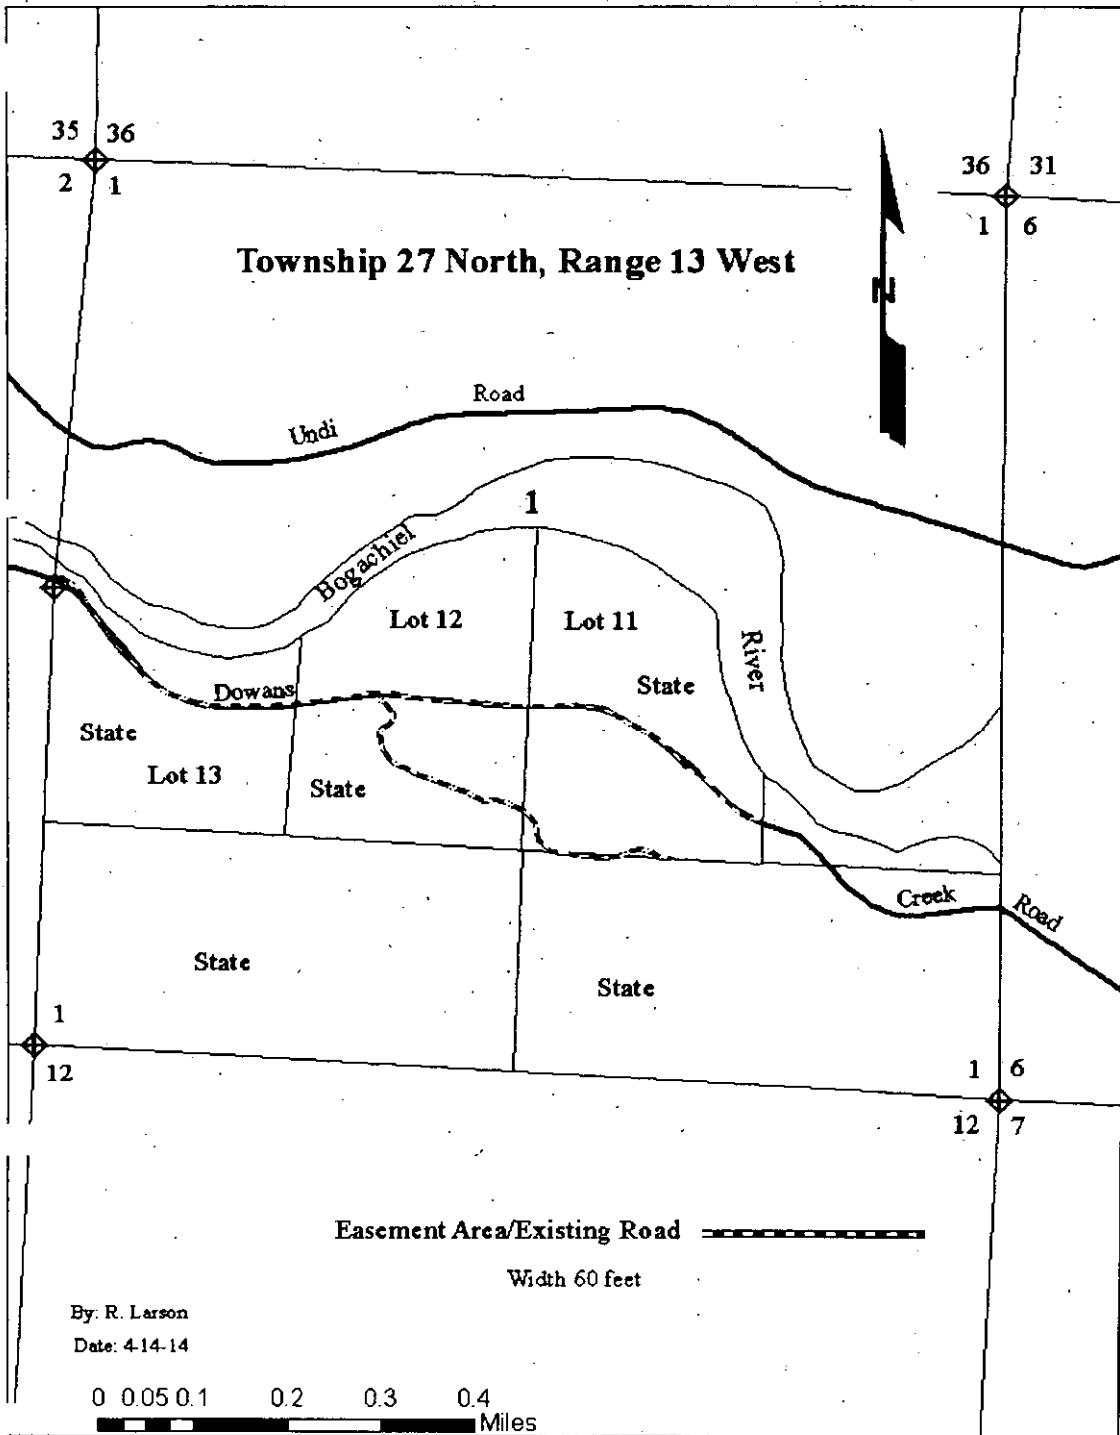 35 36
36 31
2 1
1 6
Township 27 North, Range 13 West
N
Road
Undi
1
Bogachiel
Lot 12
Lot 11
River
State
Dowans
State
Lot 13
State
Creek
Road
State
State
1
12
1 6
12 7
Easement Area/Existing Road
Width 60 feet
By: R. Larson
Date: 4-14-14
0 0.05 0.1 0.2 0.3 0.4
Miles